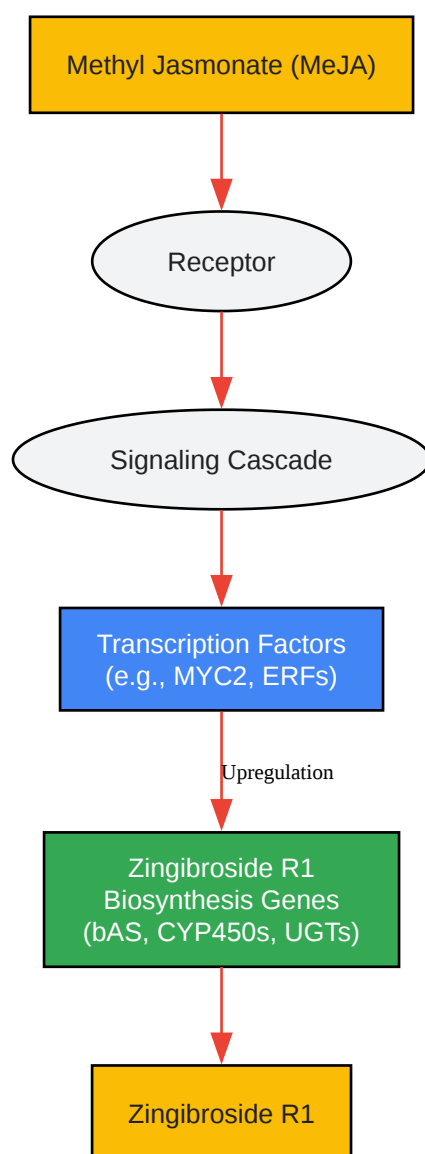 Methyl Jasmonate (MeJA)
Receptor
Signaling Cascade
Transcription Factors
(e.g., MYC2, ERFs)
Upregulation
Zingibroside R1
Biosynthesis Genes
(bAS, CYP450s, UGTs)
Zingibroside R1